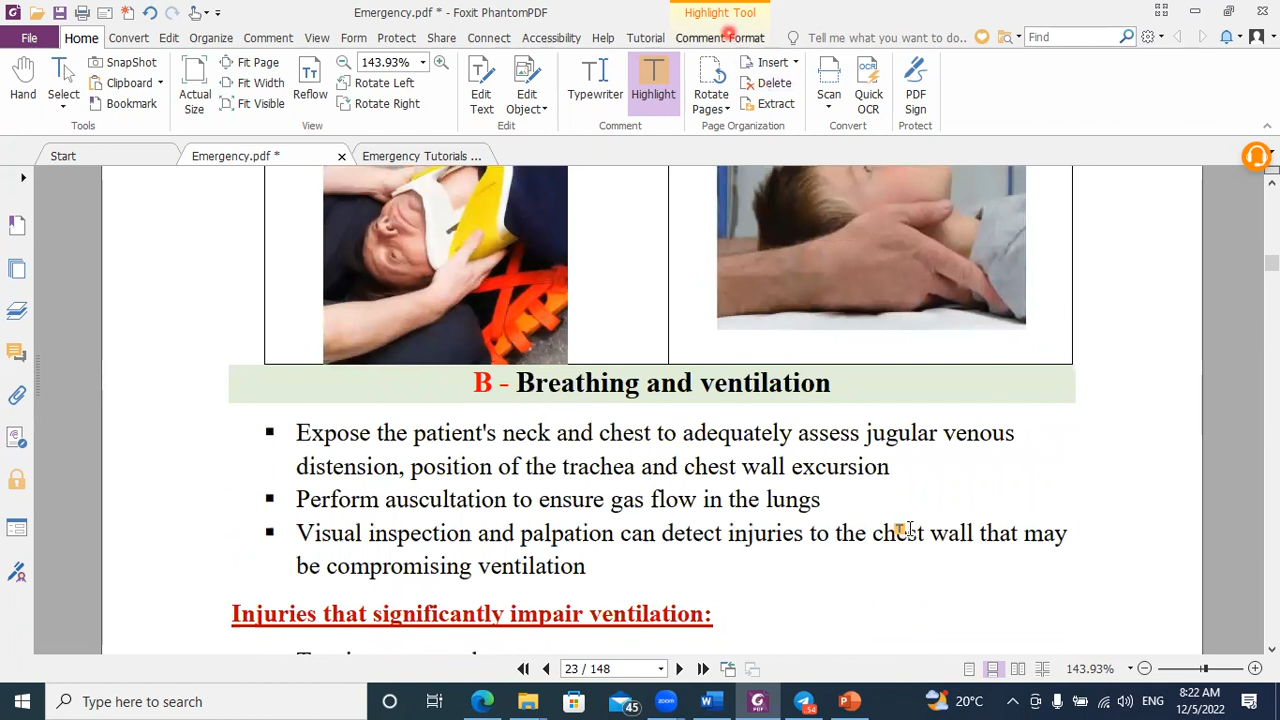 Emergency.pdf * - Foxit PhantomPDF
Highlight Tool
File Home Convert Edit Organize Comment View Form Protect Share Connect Accessibility Help Tutorial Comment Format Tell me what you want to do.. Find
Hand
Select
SnapShot
Clipboard
Bookmark
Tools
Actual Size
Fit Page
Fit Width
Fit Visible
Reflow
143.93%
Rotate Left
Rotate Right
View
Edit Text
Edit Object
Edit
Typewriter
Highlight
Comment
Rotate Pages
Insert
Delete
Extract
Page Organization
Scan
Quick OCR
Convert
PDF Sign
Protect
Start
Emergency.pdf *
Emergency Tutorials ...
B - Breathing and ventilation
▪ Expose the patient's neck and chest to adequately assess jugular venous
distension, position of the trachea and chest wall excursion
▪ Perform auscultation to ensure gas flow in the lungs
▪ Visual inspection and palpation can detect injuries to the chest wall that may
be compromising ventilation
Injuries that significantly impair ventilation:
23 / 148
143.93%
Type here to search
45
zoom
PDF
54
20°C
ENG
8:22 AM
12/5/2022